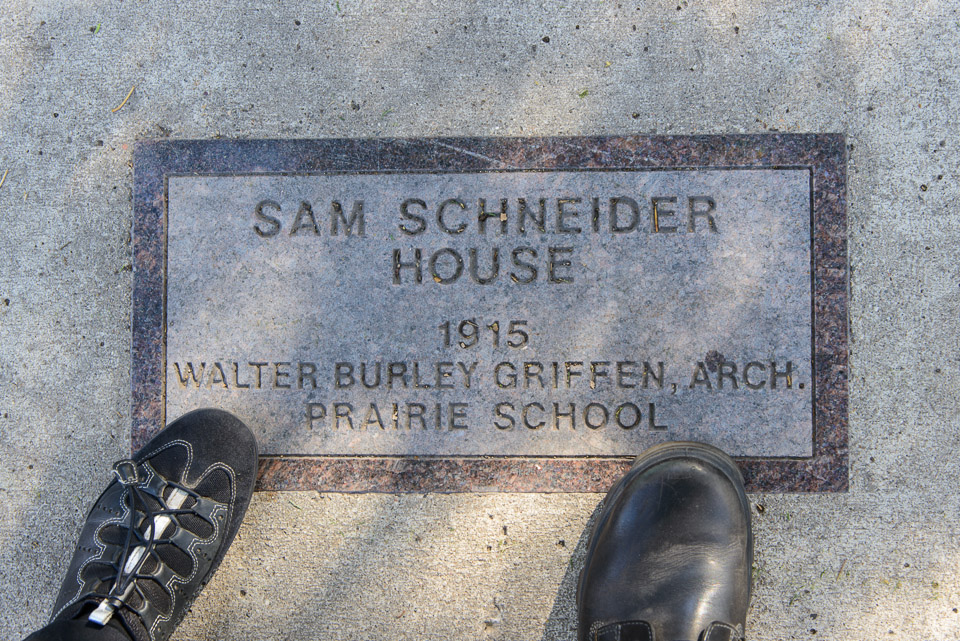 SAM SCHNEIDER
HOUSE
1915
WALTER BURLEY GRIFFEN, ARCH.
PRAIRIE SCHOOL